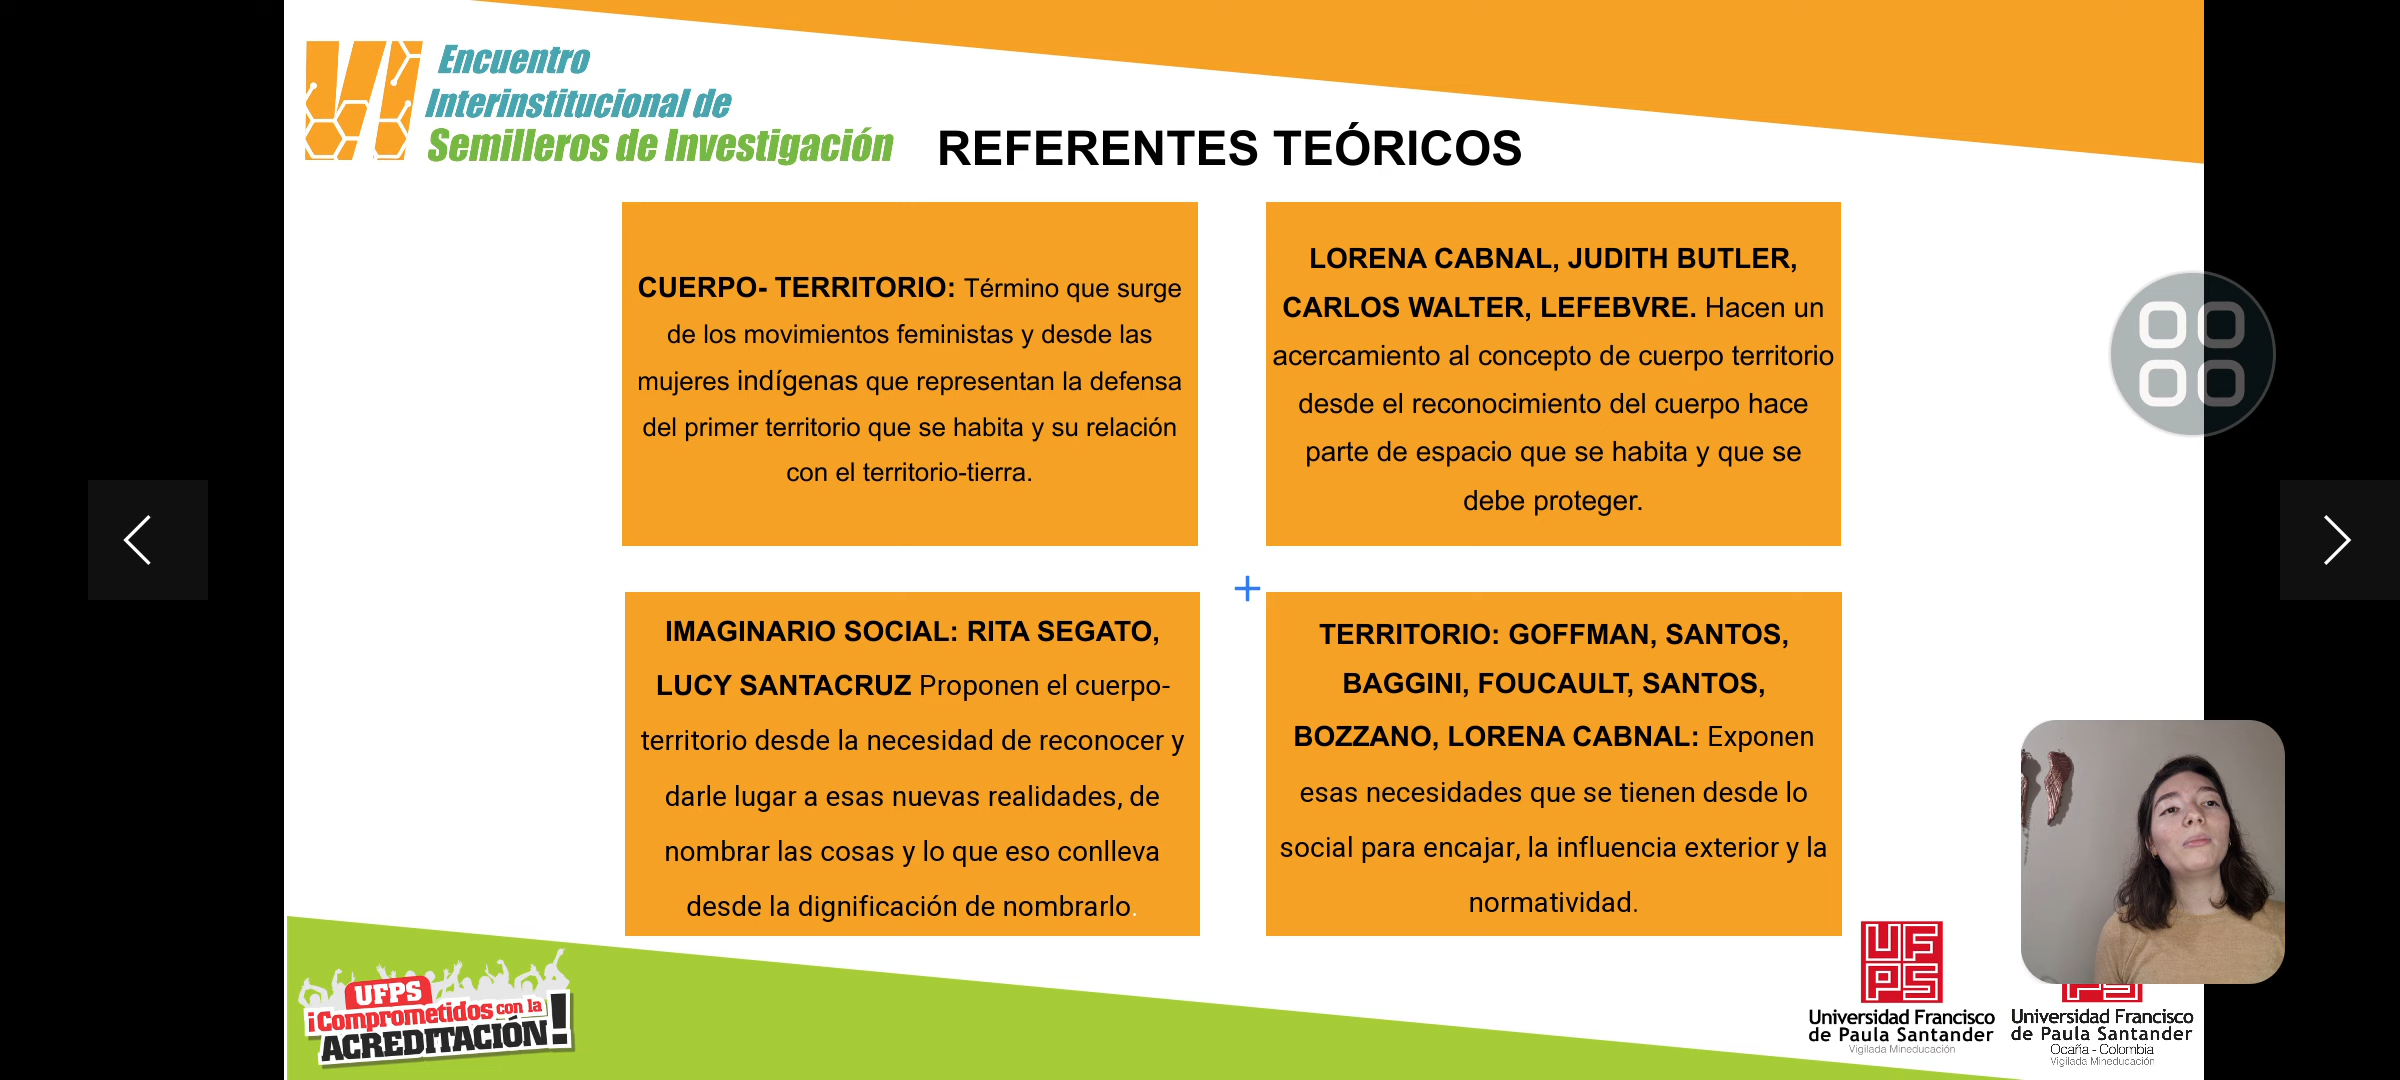 Encuentro
Interinstitucional de
Semilleros de Investigación
REFERENTES TEÓRICOS
CUERPO- TERRITORIO: Término que surge
de los movimientos feministas y desde las
mujeres indígenas que representan la defensa
del primer territorio que se habita y su relación
con el territorio-tierra.
LORENA CABNAL, JUDITH BUTLER,
CARLOS WALTER, LEFEBVRE. Hacen un
acercamiento al concepto de cuerpo territorio
desde el reconocimiento del cuerpo hace
parte de espacio que se habita y que se
debe proteger.
IMAGINARIO SOCIAL: RITA SEGATO,
LUCY SANTACRUZ Proponen el cuerpo-
territorio desde la necesidad de reconocer y
darle lugar a esas nuevas realidades, de
nombrar las cosas y lo que eso conlleva
desde la dignificación de nombrarlo.
TERRITORIO: GOFFMAN, SANTOS,
BAGGINI, FOUCAULT, SANTOS,
BOZZANO, LORENA CABNAL: Exponen
esas necesidades que se tienen desde lo
social para encajar, la influencia exterior y la
normatividad.
UFPS
¡Comprometidos con la
ACREDITACIÓN!
UF
PS
Universidad Francisco
de Paula Santander
Vigilada Mineducación
PS
Universidad Francisco
de Paula Santander
Ocaña - Colombia
Vigilada Mineducación